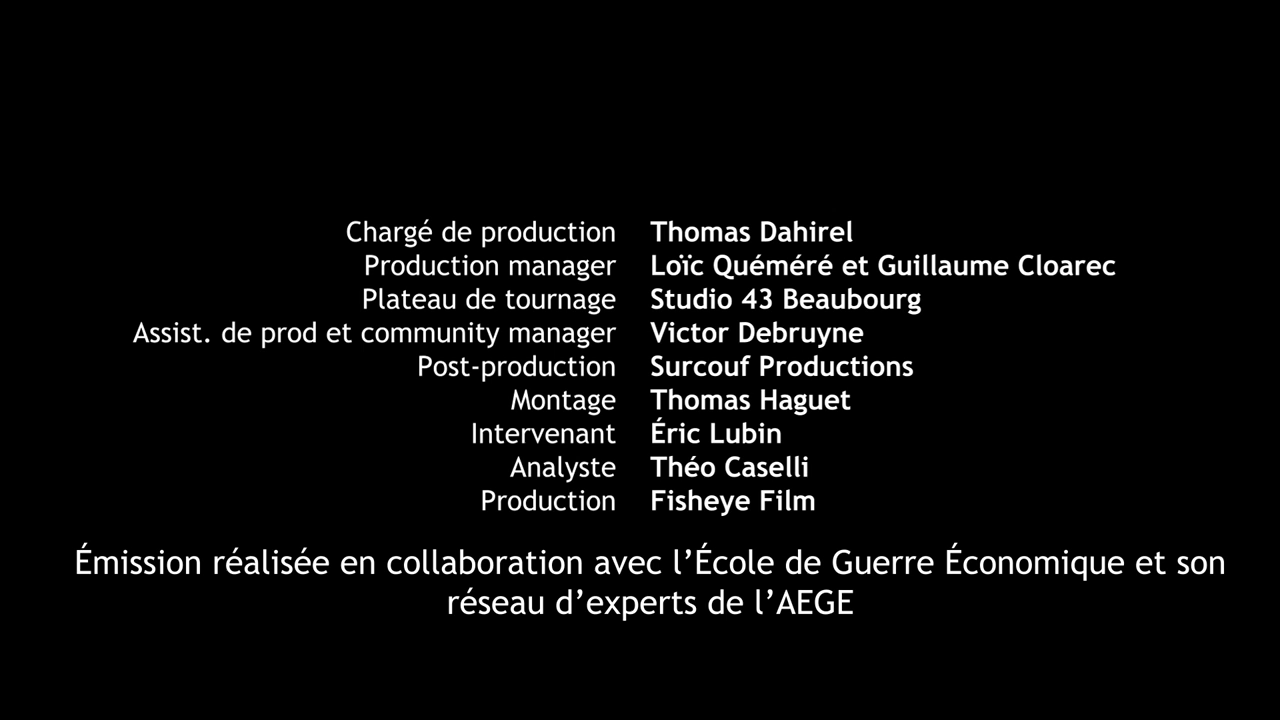 Chargé de production Thomas Dahirel
Production manager Loïc Quéméré et Guillaume Cloarec
Plateau de tournage Studio 43 Beaubourg
Assist. de prod et community manager Victor Debruyne
Post-production Surcouf Productions
Montage Thomas Haguet
Intervenant Éric Lubin
Analyste Théo Caselli
Production Fisheye Film
Émission réalisée en collaboration avec l’École de Guerre Économique et son
réseau d’experts de l’AEGE